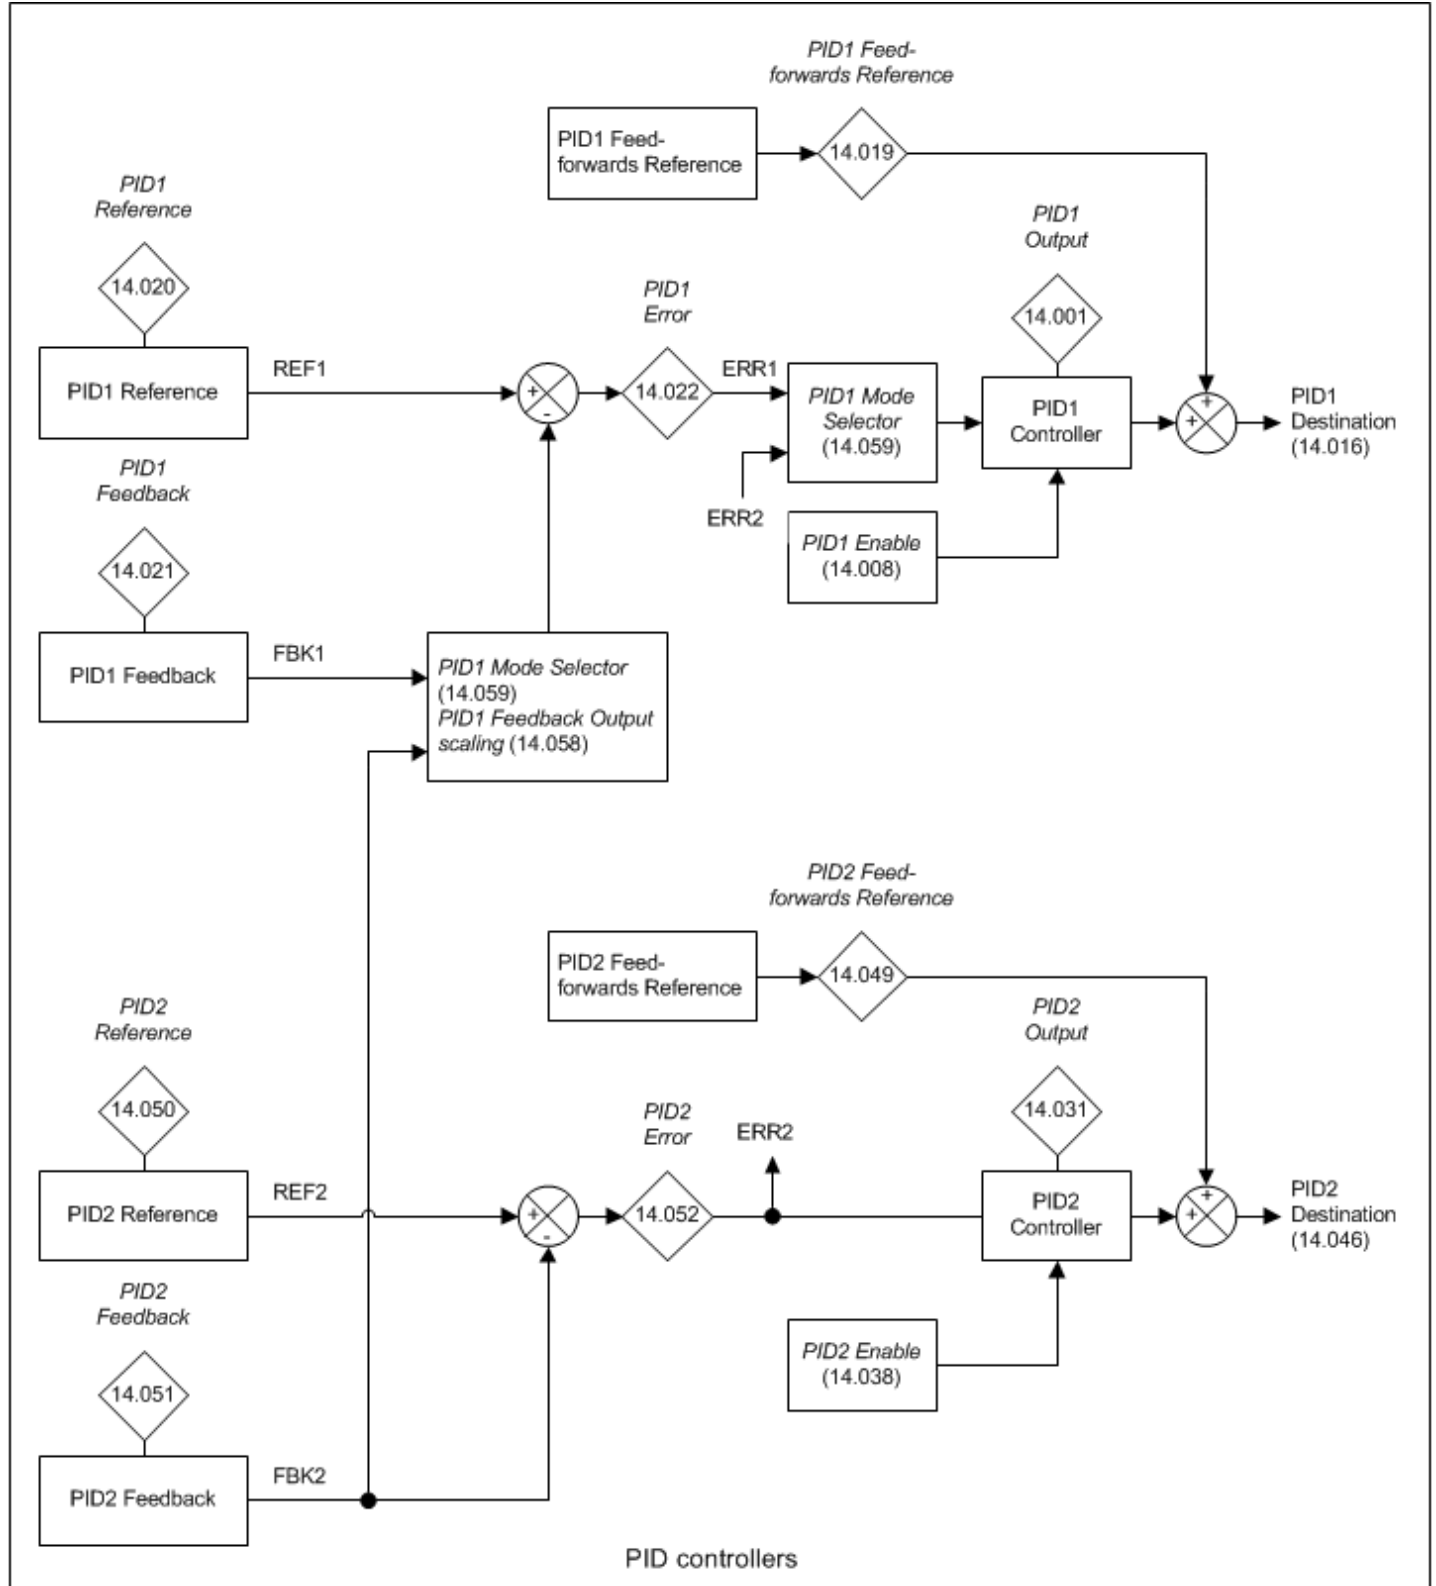 PID1 Feed-
forwards Reference
PID1 Feed-
forwards Reference
14.019
PID1
Reference
14.020
PID1 Reference
REF1
+
-
PID1
Error
14.022
ERR1
ERR2
PID1 Mode
Selector
(14.059)
PID1
Output
14.001
PID1
Controller
+
+
PID1
Destination
(14.016)
PID1 Enable
(14.008)
PID1
Feedback
14.021
PID1 Feedback
FBK1
PID1 Mode Selector
(14.059)
PID1 Feedback Output
scaling (14.058)
PID2 Feed-
forwards Reference
PID2 Feed-
forwards Reference
14.049
PID2
Reference
14.050
PID2 Reference
REF2
+
-
PID2
Error
14.052
ERR2
PID2
Output
14.031
PID2
Controller
+
+
PID2
Destination
(14.046)
PID2 Enable
(14.038)
PID2
Feedback
14.051
PID2 Feedback
FBK2
PID controllers